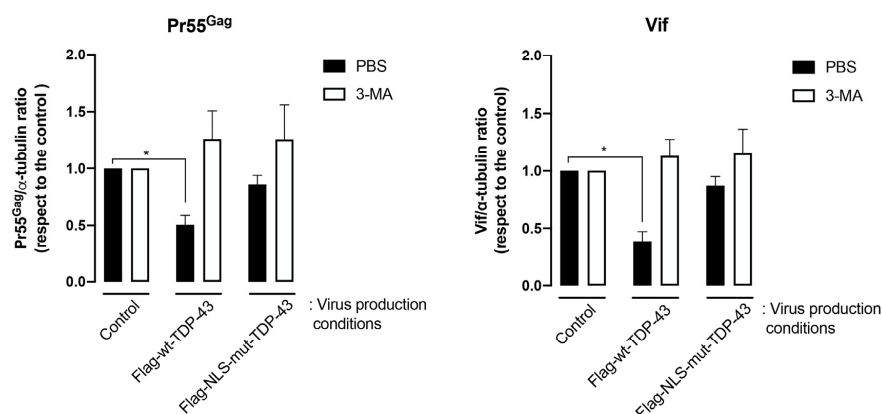 Pr55Gag
Pr55Gag/α-tubulin ratio
(respect to the control)
2.0
1.5
1.0
0.5
0.0
*
PBS
3-MA
Control
Flag-wt-TDP-43
Flag-NLS-mut-TDP-43
: Virus production
conditions
Vif
Vif/α-tubulin ratio
(respect to the control)
2.0
1.5
1.0
0.5
0.0
*
PBS
3-MA
Control
Flag-wt-TDP-43
Flag-NLS-mut-TDP-43
: Virus production
conditions